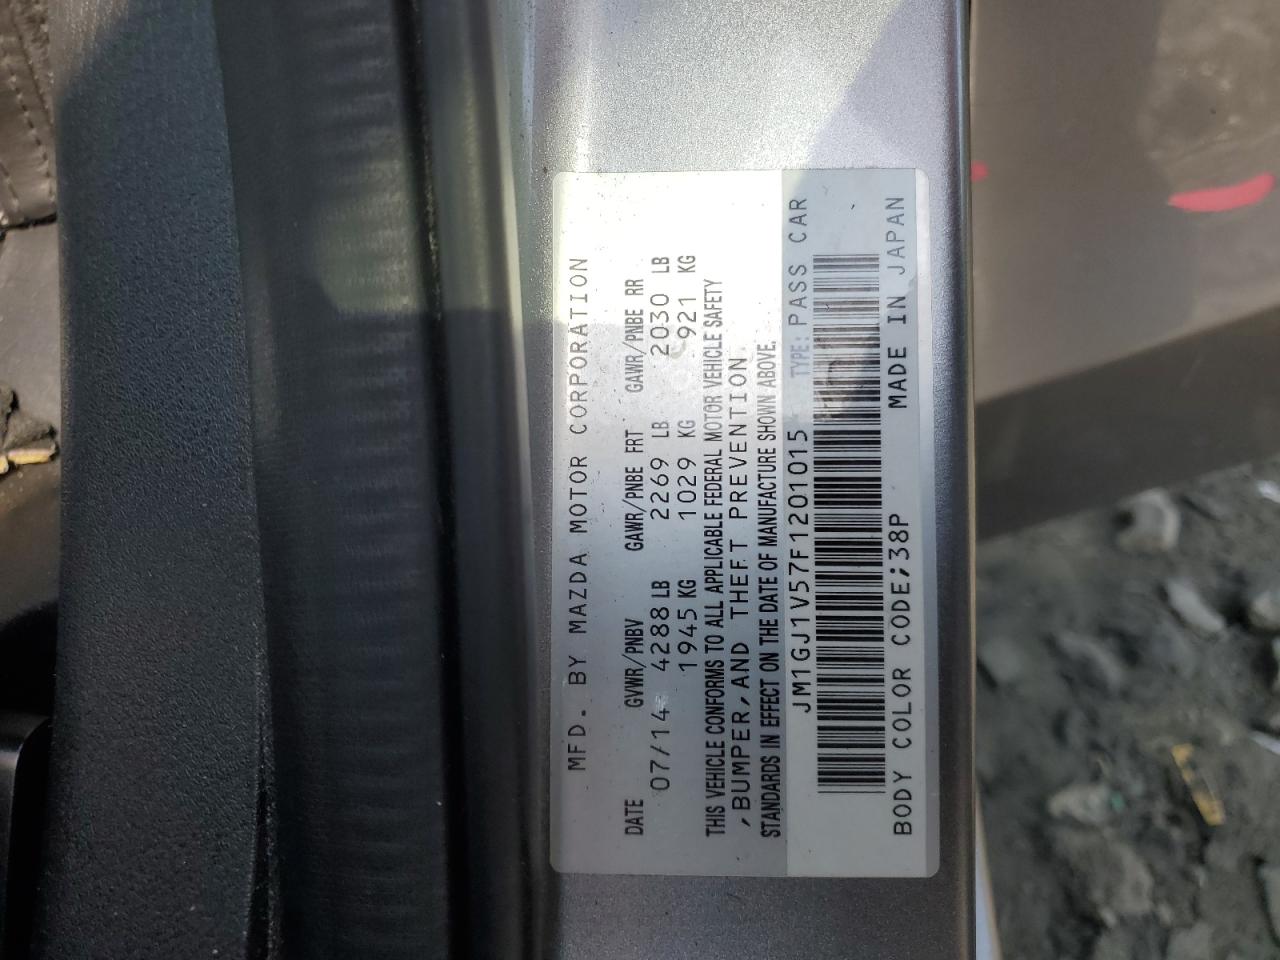 MFD. BY MAZDA MOTOR CORPORATION
DATE GVWR/PNBV GAWR/PNBE FRT GAWR/PNBE RR
07/14 4288 LB 2269 LB 2030 LB
1945 KG 1029 KG 921 KG
THIS VEHICLE CONFORMS TO ALL APPLICABLE FEDERAL MOTOR VEHICLE SAFETY
,BUMPER,AND THEFT PREVENTION
STANDARDS IN EFFECT ON THE DATE OF MANUFACTURE SHOWN ABOVE.
JM1GJ1V57F1201015 TYPE: PASS CAR
BODY COLOR CODE;38P MADE IN JAPAN